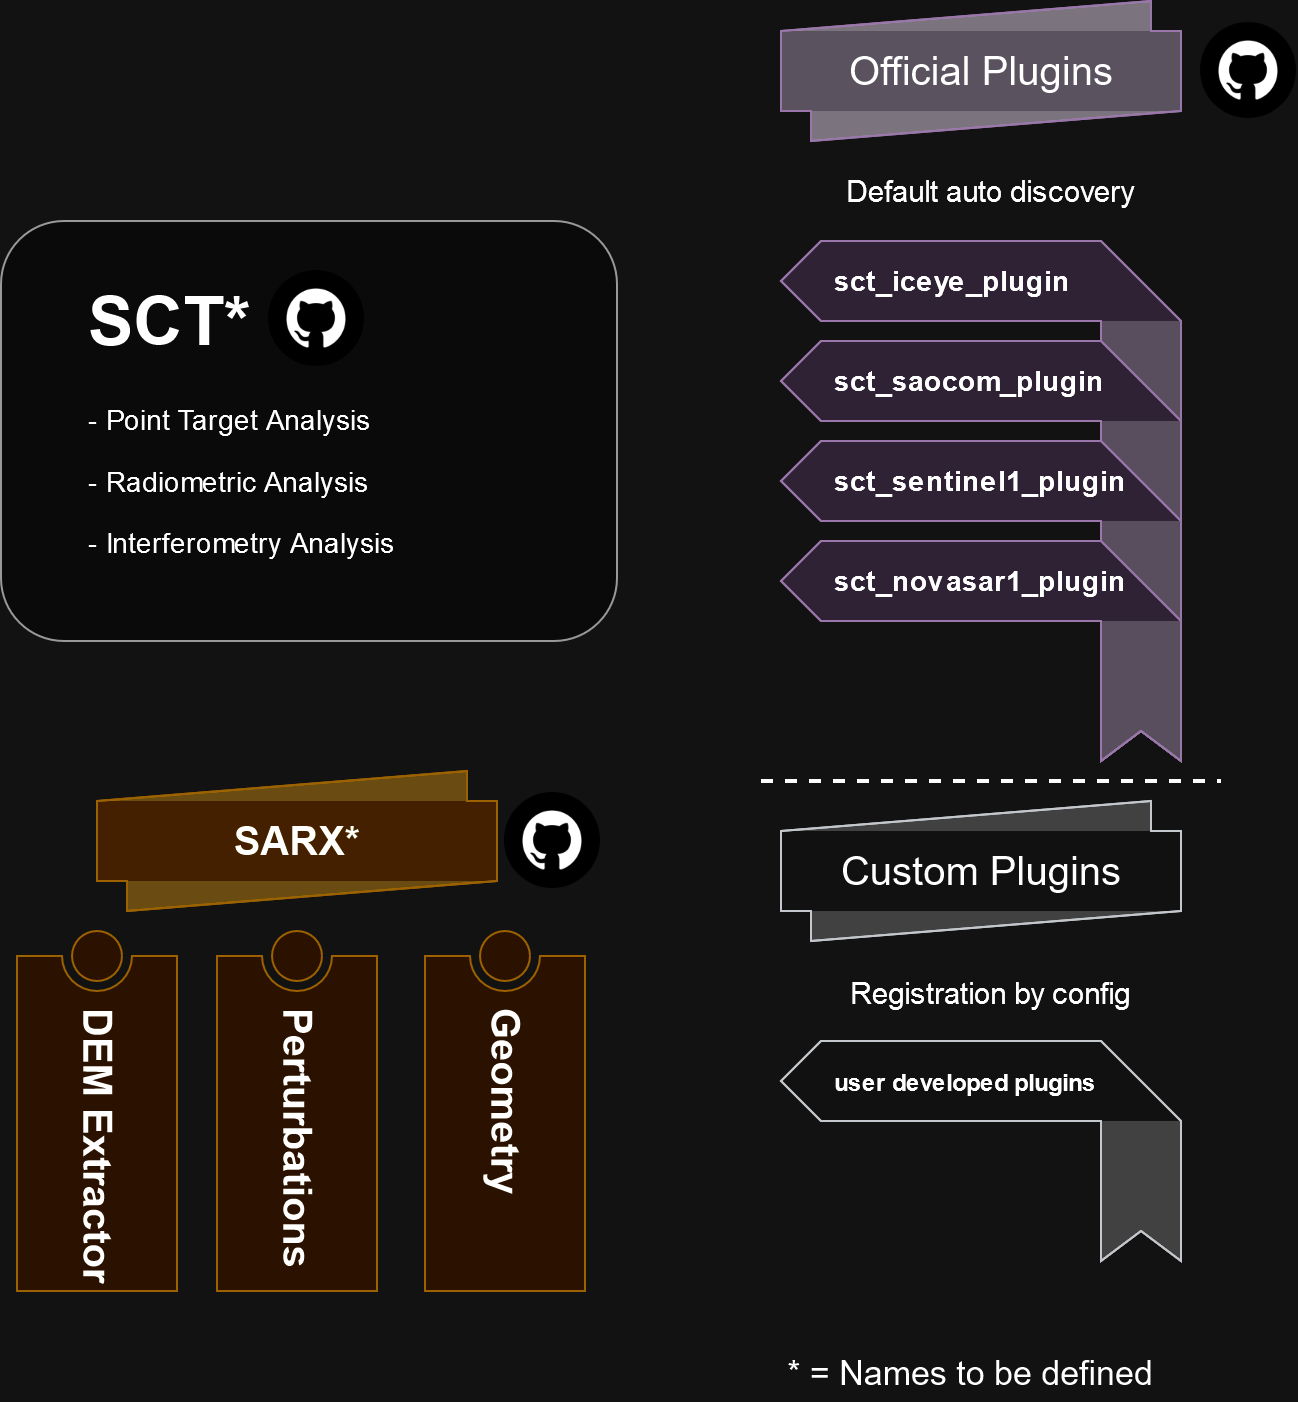 SCT*
- Point Target Analysis
- Radiometric Analysis
- Interferometry Analysis
SARX*
DEM Extractor
Perturbations
Geometry
Official Plugins
Default auto discovery
sct_iceye_plugin
sct_saocom_plugin
sct_sentinel1_plugin
sct_novasar1_plugin
Custom Plugins
Registration by config
user developed plugins
* = Names to be defined